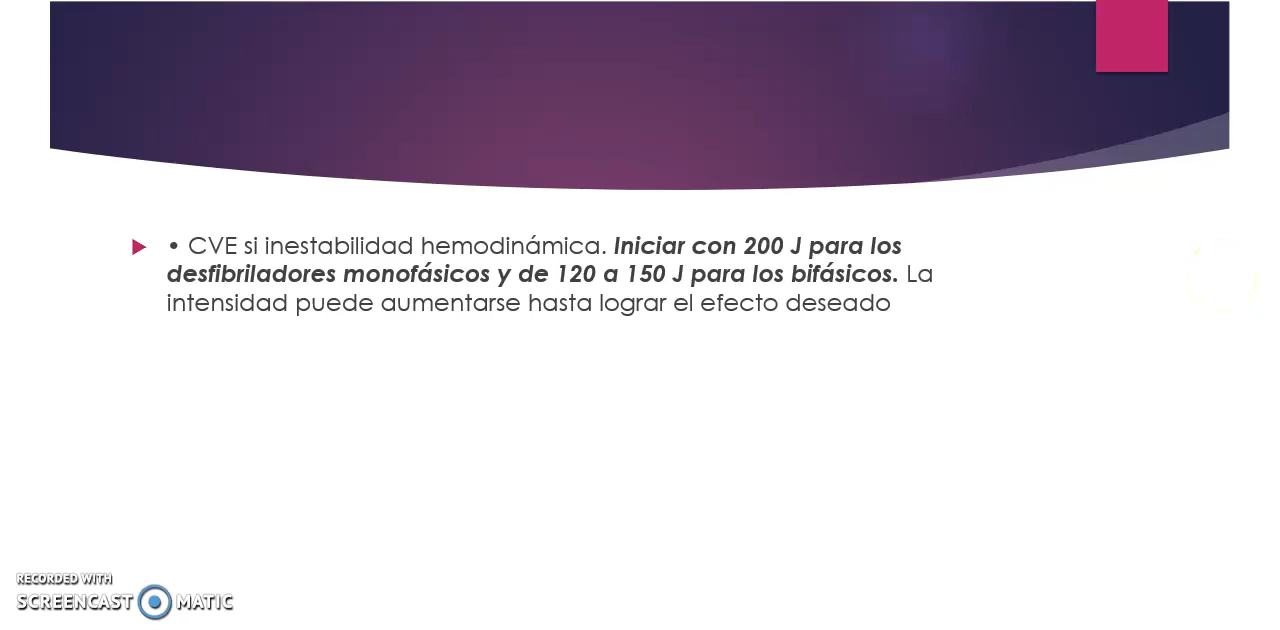 • CVE si inestabilidad hemodinámica. Iniciar con 200 J para los
desfibriladores monofásicos y de 120 a 150 J para los bifásicos. La
intensidad puede aumentarse hasta lograr el efecto deseado
RECORDED WITH
SCREENCAST MATIC